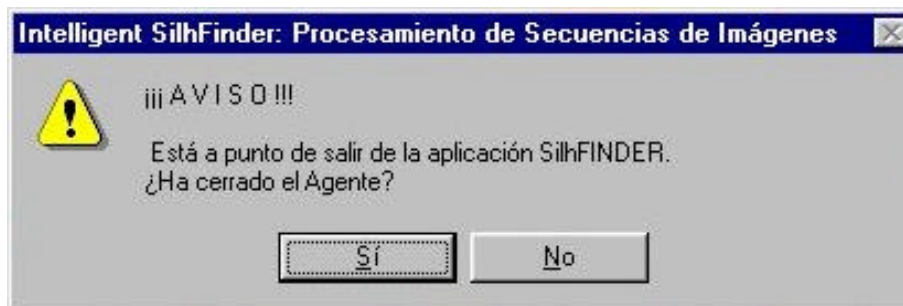 Intelligent SilhFinder: Procesamiento de Secuencias de Imágenes
¡¡¡ A V I S O !!!
Está a punto de salir de la aplicación SilhFINDER.
¿Ha cerrado el Agente?
Sí
No